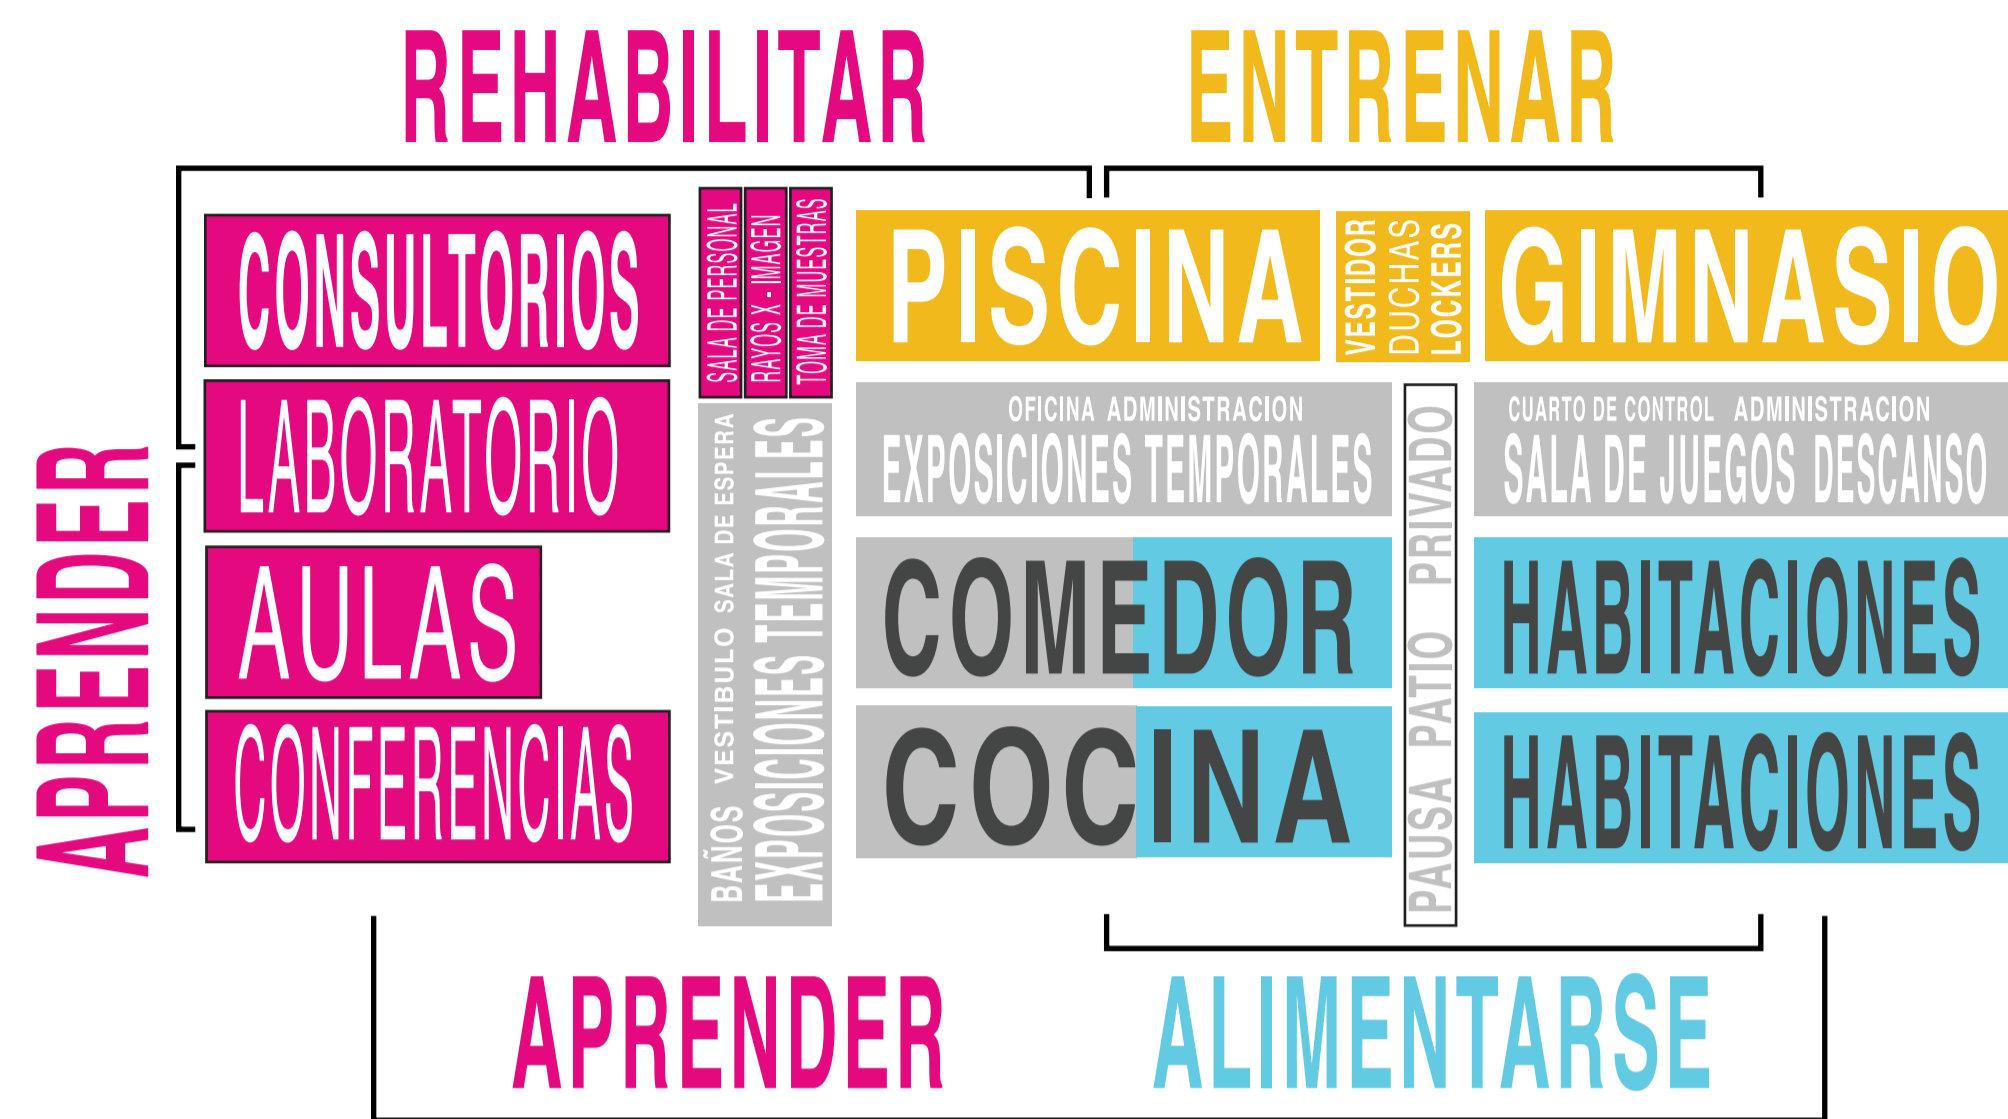 REHABILITAR
ENTRENAR
APRENDER
CONSULTORIOS
LABORATORIO
AULAS
CONFERENCIAS
SALA DE PERSONAL
RAYOS X - IMAGEN
TOMA DE MUESTRAS
BAÑOS VESTIBULO SALA DE ESPERA
EXPOSICIONES TEMPORALES
PISCINA
VESTIDOR
DUCHAS
LOCKERS
GIMNASIO
OFICINA ADMINISTRACION
EXPOSICIONES TEMPORALES
PAUSA PATIO PRIVADO
CUARTO DE CONTROL ADMINISTRACION
SALA DE JUEGOS DESCANSO
COMEDOR
HABITACIONES
COCINA
HABITACIONES
APRENDER
ALIMENTARSE